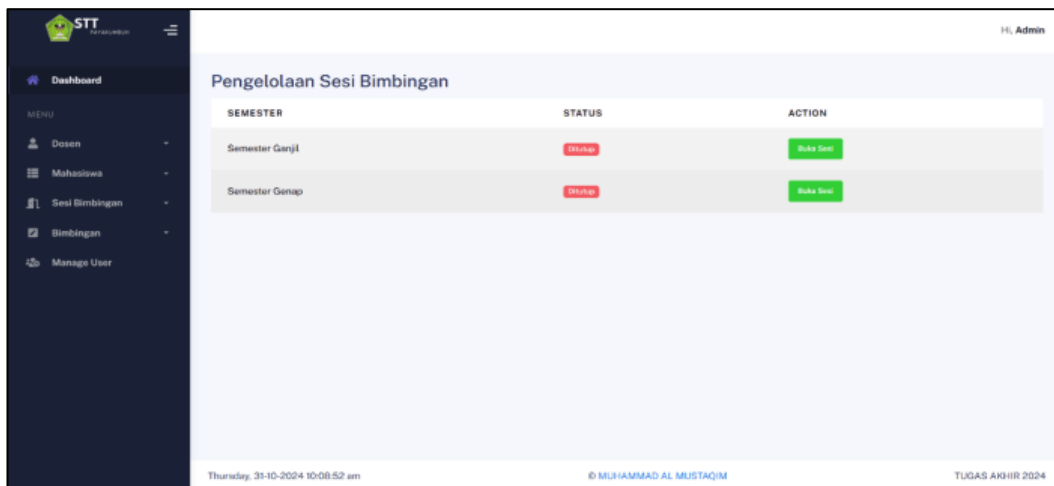 STT
PAYAKUMBUH
Hi, Admin
Dashboard
MENU
Dosen
Mahasiswa
Sesi Bimbingan
Bimbingan
Manage User
Pengelolaan Sesi Bimbingan
SEMESTER STATUS ACTION
Semester Ganjil Ditutup Buka Sesi
Semester Genap Ditutup Buka Sesi
Thursday, 31-10-2024 10:08:52 am © MUHAMMAD AL MUSTAQIM TUGAS AKHIR 2024